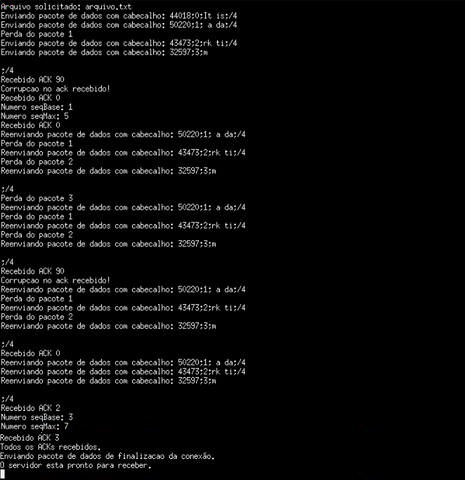 Arquivo solicitado: arquivo.txt
Enviando pacote de dados com cabecalho: 44018;0;It is;/4
Enviando pacote de dados com cabecalho: 50220;1; a da;/4
Perda do pacote 1
Enviando pacote de dados com cabecalho: 43473;2;rk ti;/4
Enviando pacote de dados com cabecalho: 32597;3;m
;/4
Recebido ACK 90
Corrupcao no ack recebido!
Recebido ACK 0
Numero seqBase: 1
Numero seqMax: 5
Recebido ACK 0
Reenviando pacote de dados com cabecalho: 50220;1; a da;/4
Perda do pacote 1
Reenviando pacote de dados com cabecalho: 43473;2;rk ti;/4
Perda do pacote 2
Reenviando pacote de dados com cabecalho: 32597;3;m
;/4
Perda do pacote 3
Reenviando pacote de dados com cabecalho: 50220;1; a da;/4
Perda do pacote 1
Reenviando pacote de dados com cabecalho: 43473;2;rk ti;/4
Perda do pacote 2
Reenviando pacote de dados com cabecalho: 32597;3;m
;/4
Recebido ACK 90
Corrupcao no ack recebido!
Reenviando pacote de dados com cabecalho: 50220;1; a da;/4
Perda do pacote 1
Reenviando pacote de dados com cabecalho: 43473;2;rk ti;/4
Perda do pacote 2
Reenviando pacote de dados com cabecalho: 32597;3;m
;/4
Recebido ACK 0
Reenviando pacote de dados com cabecalho: 50220;1; a da;/4
Reenviando pacote de dados com cabecalho: 43473;2;rk ti;/4
Reenviando pacote de dados com cabecalho: 32597;3;m
;/4
Recebido ACK 2
Numero seqBase: 3
Numero seqMax: 7
Recebido ACK 3
Todos os ACKs recebidos.
Enviando pacote de dados de finalizacao da conexão.
O servidor esta pronto para receber.